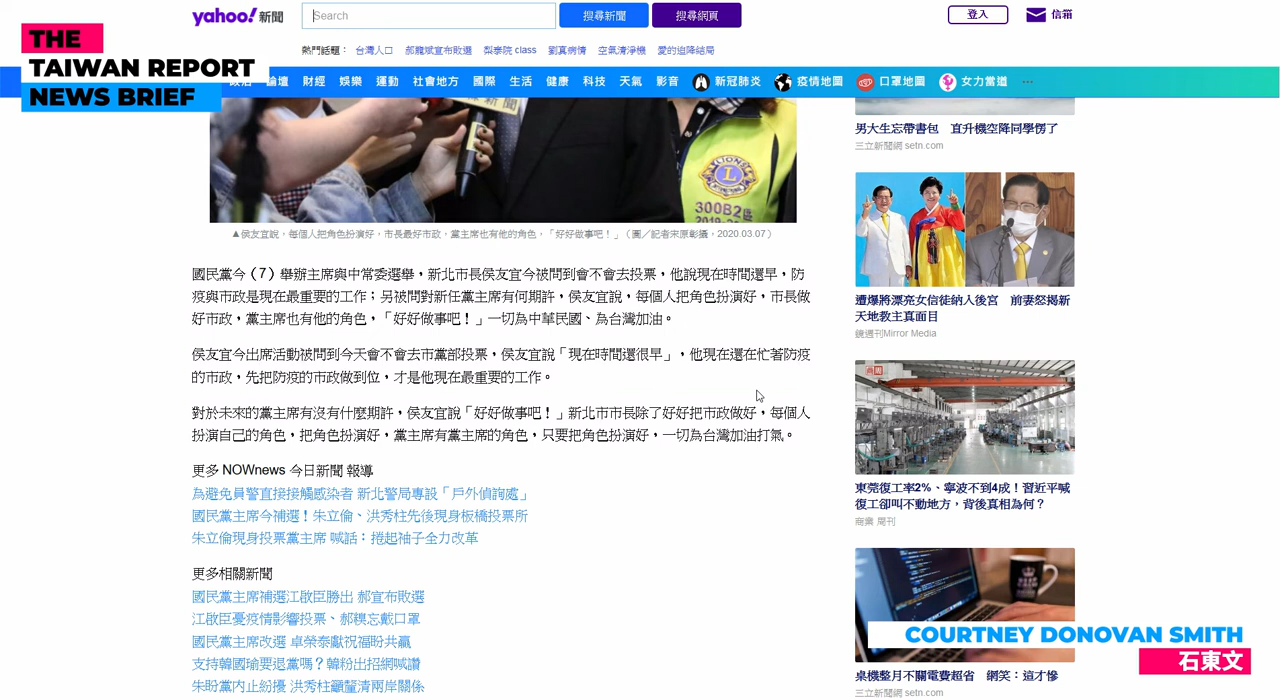 yahoo! 新聞
Search
搜尋新聞
搜尋網頁
登入
信箱
熱門話題： 台灣人口 郝龍斌宣布敗選 梨泰院 class 劉真病情 空氣清淨機 愛的迫降結局
THE
TAIWAN REPORT
NEWS BRIEF
政治 論壇 財經 娛樂 運動 社會地方 國際 生活 健康 科技 天氣 影音 新冠肺炎 疫情地圖 口罩地圖 女力當道 ...
新聞
LIONS
L
300B2區
▲侯友宜說，每個人把角色扮演好，市長最好市政，黨主席也有他的角色，「好好做事吧！」（圖／記者宋原彰攝，2020.03.07）
國民黨今（7）舉辦主席與中常委選舉，新北市長侯友宜今被問到會不會去投票，他說現在時間還早，防
疫與市政是現在最重要的工作；另被問對新任黨主席有何期許，侯友宜說，每個人把角色扮演好，市長做
好市政，黨主席也有他的角色，「好好做事吧！」一切為中華民國、為台灣加油。
侯友宜今出席活動被問到今天會不會去市黨部投票，侯友宜說「現在時間還很早」，他現在還在忙著防疫
的市政，先把防疫的市政做到位，才是他現在最重要的工作。
對於未來的黨主席有沒有什麼期許，侯友宜說「好好做事吧！」新北市市長除了好好把市政做好，每個人
扮演自己的角色，把角色扮演好，黨主席有黨主席的角色，只要把角色扮演好，一切為台灣加油打氣。
更多 NOWnews 今日新聞 報導
為避免員警直接接觸感染者 新北警局專設「戶外偵詢處」
國民黨主席今補選！朱立倫、洪秀柱先後現身板橋投票所
朱立倫現身投票黨主席 喊話：捲起袖子全力改革
更多相關新聞
國民黨主席補選江啟臣勝出 郝宣布敗選
江啟臣憂疫情影響投票、郝糗忘戴口罩
國民黨主席改選 卓榮泰獻祝福盼共贏
支持韓國瑜要退黨嗎？韓粉出招網喊讚
朱盼黨內止紛擾 洪秀柱籲釐清兩岸關係
男大生忘帶書包 直升機空降同學愣了
三立新聞網 setn.com
遭爆將漂亮女信徒納入後宮 前妻怒揭新
天地教主真面目
鏡週刊Mirror Media
商周
東莞復工率2%、寧波不到4成！習近平喊
復工卻叫不動地方，背後真相為何？
商業 周刊
桌機整月不關電費超省 網笑：這才慘
三立新聞網 setn.com
COURTNEY DONOVAN SMITH
石東文